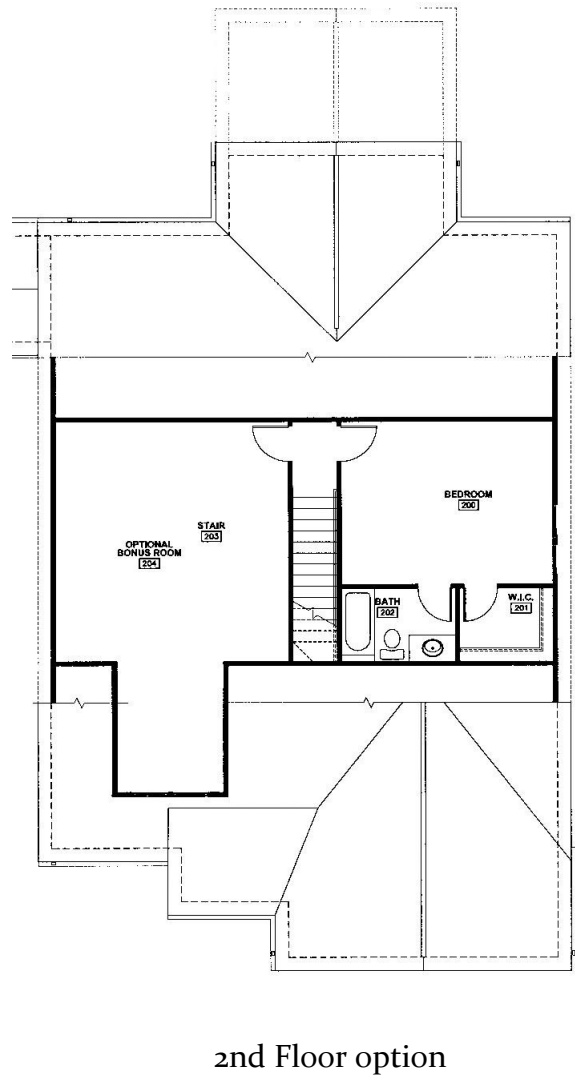 BEDROOM
200
STAIR
203
OPTIONAL
BONUS ROOM
204
BATH
202
W.I.C.
201
2nd Floor option